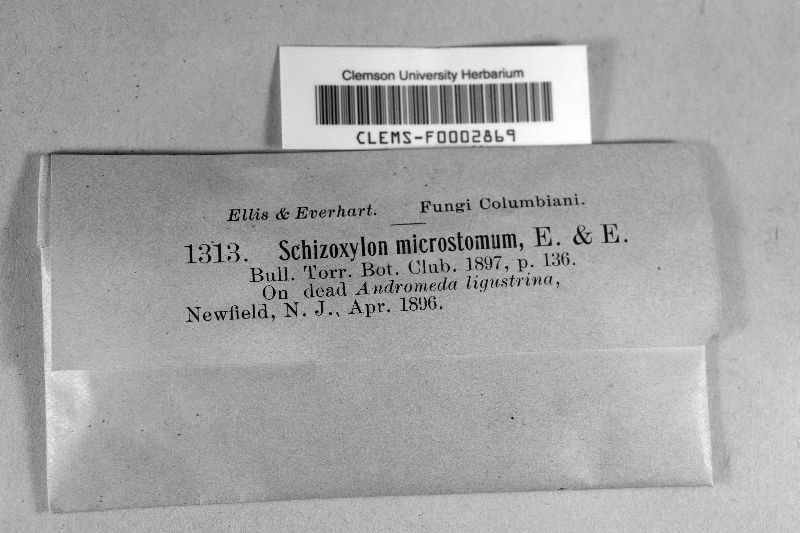 Clemson University Herbarium
CLEMS-F0002869
Ellis & Everhart. Fungi Columbiani.
1313. Schizoxylon microstomum, E. & E.
Bull. Torr. Bot. Club. 1897, p. 136.
On dead Andromeda ligustrina,
Newfield, N. J., Apr. 1896.